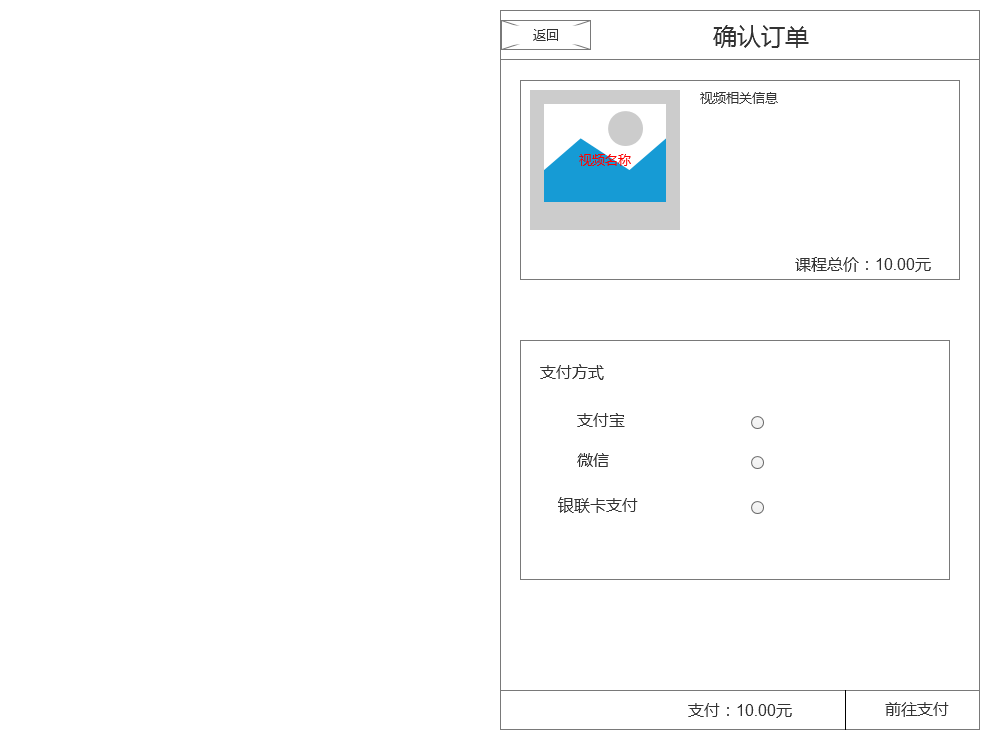 返回
确认订单
视频相关信息
视频名称
课程总价：10.00元
支付方式
支付宝
微信
银联卡支付
支付：10.00元
前往支付